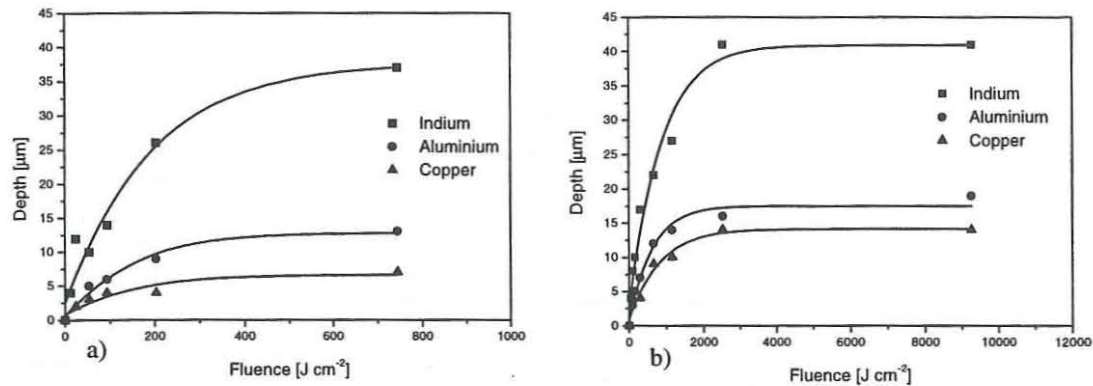 45
40
35
30
25
20
15
10
5
0
Depth [µm]
Indium
Aluminium
Copper
0 200 400 600 800 1000
a)
Fluence [J cm-2]
45
40
35
30
25
20
15
10
5
0
Depth [µm]
Indium
Aluminium
Copper
0 2000 4000 6000 8000 10000 12000
b)
Fluence [J cm-2]